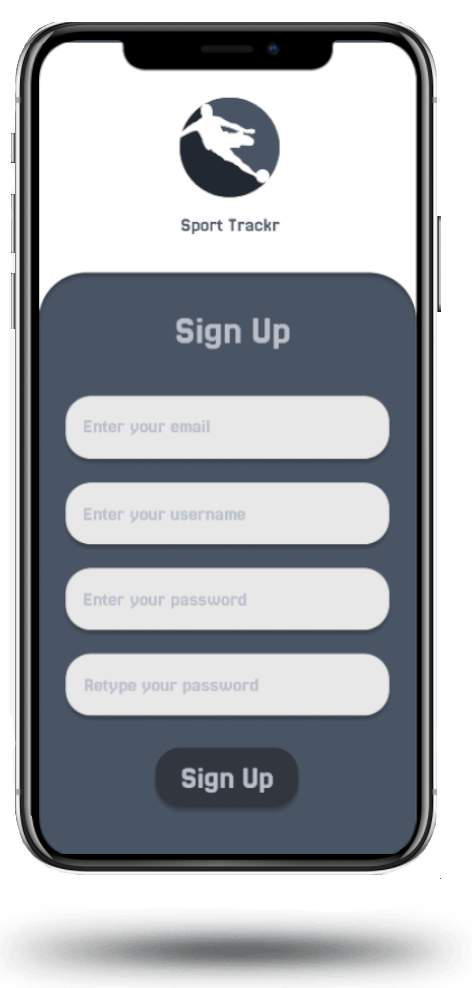 Sport Trackr
Sign Up
Enter your email
Enter your username
Enter your password
Retype your password
Sign Up